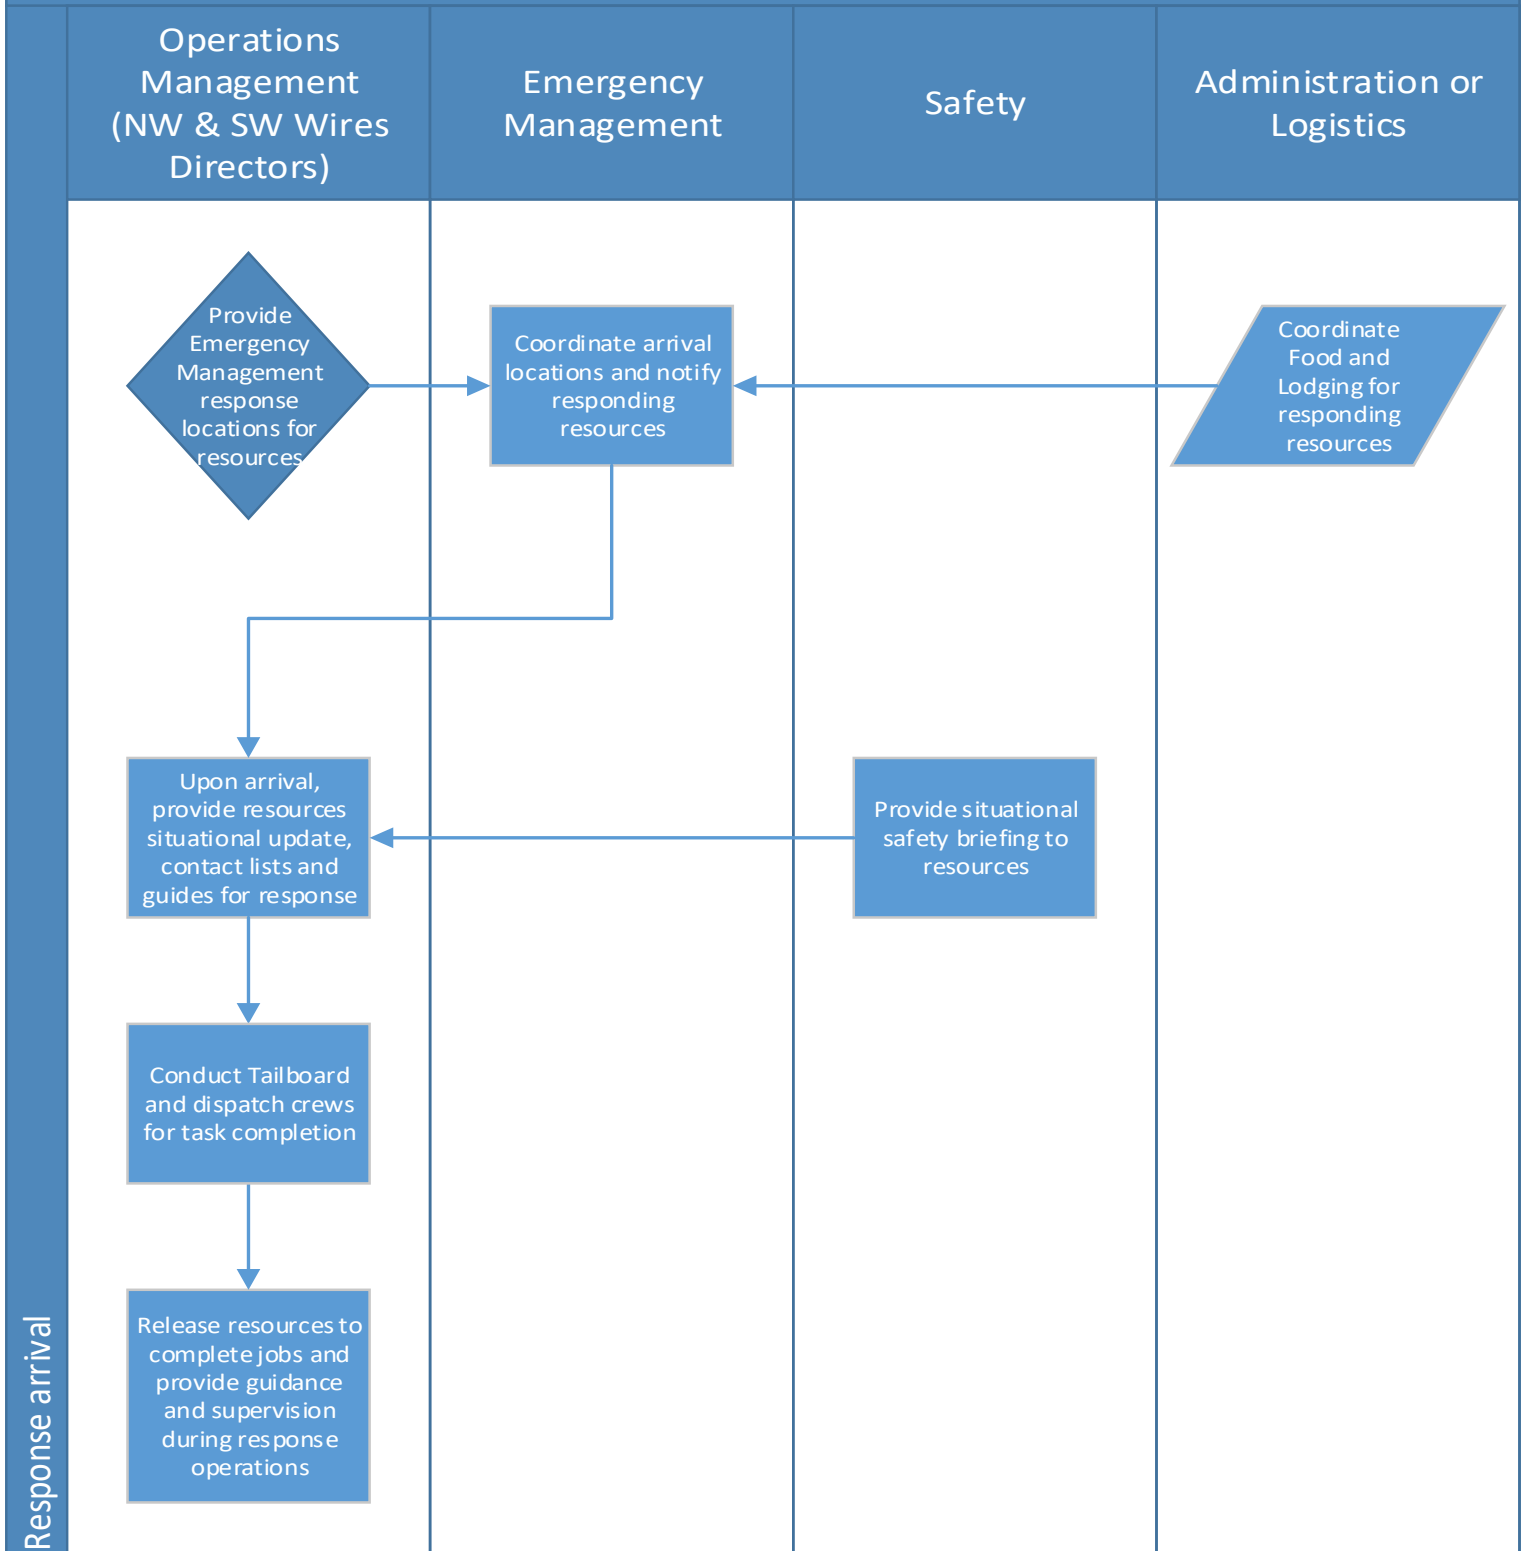 Operations
Management
(NW & SW Wires
Directors)
Emergency
Management
Safety
Administration or
Logistics
Response arrival
Provide
Emergency
Management
response
locations for
resources
Coordinate arrival
locations and notify
responding
resources
Coordinate
Food and
Lodging for
responding
resources
Upon arrival,
provide resources
situational update,
contact lists and
guides for response
Provide situational
safety briefing to
resources
Conduct Tailboard
and dispatch crews
for task completion
Release resources to
complete jobs and
provide guidance
and supervision
during response
operations